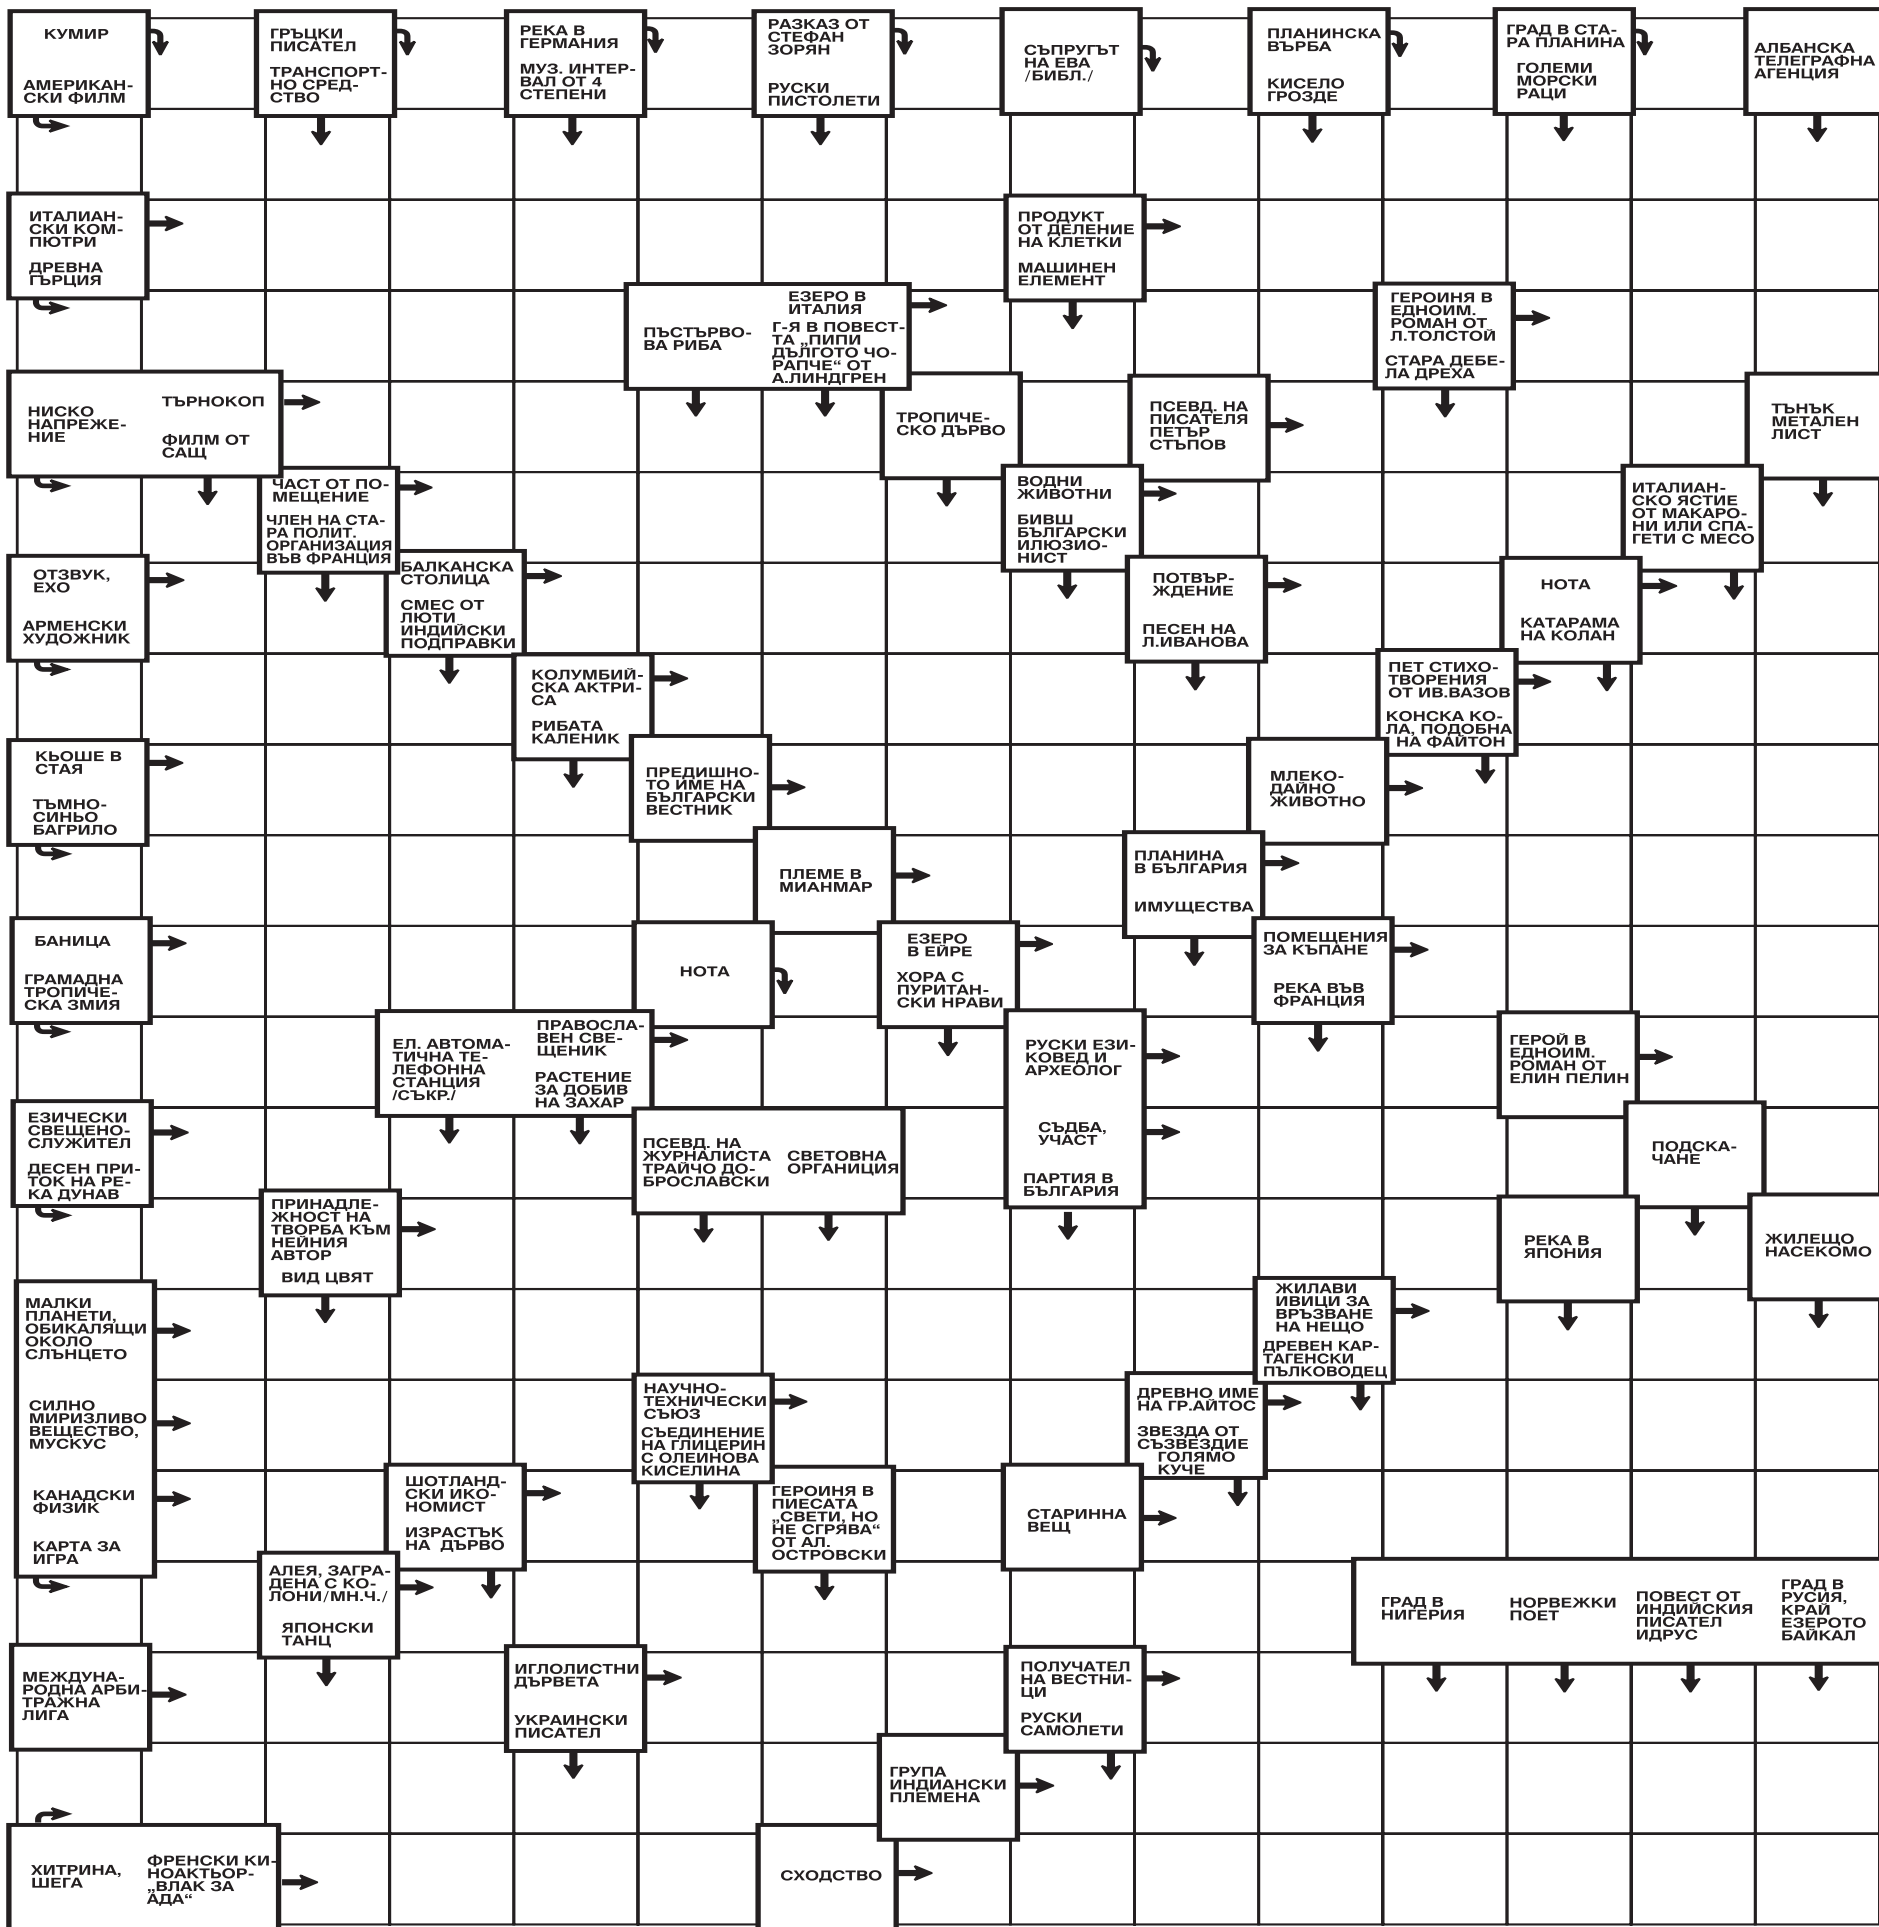 КУМИР
АМЕРИКАН-
СКИ ФИЛМ
ГРЪЦКИ
ПИСАТЕЛ
ТРАНСПОРТ-
НО СРЕД-
СТВО
РЕКА В
ГЕРМАНИЯ
МУЗ. ИНТЕР-
ВАЛ ОТ 4
СТЕПЕНИ
РАЗКАЗ ОТ
СТЕФАН
ЗОРЯН
РУСКИ
ПИСТОЛЕТИ
СЪПРУГЪТ
НА ЕВА
/БИБЛ./
ПЛАНИНСКА
ВЪРБА
КИСЕЛО
ГРОЗДЕ
ГРАД В СТА-
РА ПЛАНИНА
ГОЛЕМИ
МОРСКИ
РАЦИ
АЛБАНСКА
ТЕЛЕГРАФНА
АГЕНЦИЯ
ИТАЛИАН-
СКИ КОМ-
ПЮТРИ
ДРЕВНА
ГЪРЦИЯ
ПРОДУКТ
ОТ ДЕЛЕНИЕ
НА КЛЕТКИ
МАШИНЕН
ЕЛЕМЕНТ
ПЪСТЪРВО-
ВА РИБА
ЕЗЕРО В
ИТАЛИЯ
Г-Я В ПОВЕСТ-
ТА „ПИПИ
ДЪЛГОТО ЧО-
РАПЧЕ“ ОТ
А.ЛИНДГРЕН
ГЕРОИНЯ В
ЕДНОИМ.
РОМАН ОТ
Л.ТОЛСТОЙ
СТАРА ДЕБЕ-
ЛА ДРЕХА
НИСКО
НАПРЕЖЕ-
НИЕ
ТЪРНОКОП
ФИЛМ ОТ
САЩ
ТРОПИЧЕ-
СКО ДЪРВО
ПСЕВД. НА
ПИСАТЕЛЯ
ПЕТЪР
СТЪПОВ
ТЪНЪК
МЕТАЛЕН
ЛИСТ
ЧАСТ ОТ ПО-
МЕЩЕНИЕ
ЧЛЕН НА СТА-
РА ПОЛИТ.
ОРГАНИЗАЦИЯ
ВЪВ ФРАНЦИЯ
ВОДНИ
ЖИВОТНИ
БИВШ
БЪЛГАРСКИ
ИЛЮЗИО-
НИСТ
ИТАЛИАН-
СКО ЯСТИЕ
ОТ МАКАРО-
НИ ИЛИ СПА-
ГЕТИ С МЕСО
ОТЗВУК,
ЕХО
АРМЕНСКИ
ХУДОЖНИК
БАЛКАНСКА
СТОЛИЦА
СМЕС ОТ
ЛЮТИ
ИНДИЙСКИ
ПОДПРАВКИ
ПОТВЪР-
ЖДЕНИЕ
ПЕСЕН НА
Л.ИВАНОВА
НОТА
КАТАРАМА
НА КОЛАН
КОЛУМБИЙ-
СКА АКТРИ-
СА
РИБАТА
КАЛЕНИК
ПЕТ СТИХО-
ТВОРЕНИЯ
ОТ ИВ.ВАЗОВ
КОНСКА КО-
ЛА, ПОДОБНА
НА ФАЙТОН
КЬОШЕ В
СТАЯ
ТЪМНО-
СИНЬО
БАГРИЛО
ПРЕДИШНО-
ТО ИМЕ НА
БЪЛГАРСКИ
ВЕСТНИК
МЛЕКО-
ДАЙНО
ЖИВОТНО
ПЛЕМЕ В
МИАНМАР
ПЛАНИНА
В БЪЛГАРИЯ
ИМУЩЕСТВА
БАНИЦА
ГРАМАДНА
ТРОПИЧЕ-
СКА ЗМИЯ
НОТА
ЕЗЕРО
В ЕЙРЕ
ХОРА С
ПУРИТАН-
СКИ НРАВИ
ПОМЕЩЕНИЯ
ЗА КЪПАНЕ
РЕКА ВЪВ
ФРАНЦИЯ
ЕЛ. АВТОМА-
ТИЧНА ТЕ-
ЛЕФОННА
СТАНЦИЯ
/СЪКР./
ПРАВОСЛА-
ВЕН СВЕ-
ЩЕНИК
РАСТЕНИЕ
ЗА ДОБИВ
НА ЗАХАР
РУСКИ ЕЗИ-
КОВЕД И
АРХЕОЛОГ
СЪДБА,
УЧАСТ
ПАРТИЯ В
БЪЛГАРИЯ
ГЕРОЙ В
ЕДНОИМ.
РОМАН ОТ
ЕЛИН ПЕЛИН
ЕЗИЧЕСКИ
СВЕЩЕНО-
СЛУЖИТЕЛ
ДЕСЕН ПРИ-
ТОК НА РЕ-
КА ДУНАВ
ПСЕВД. НА
ЖУРНАЛИСТА
ТРАЙЧО ДО-
БРОСЛАВСКИ
СВЕТОВНА
ОРГАНИЦИЯ
ПОДСКА-
ЧАНЕ
ПРИНАДЛЕ-
ЖНОСТ НА
ТВОРБА КЪМ
НЕЙНИЯ
АВТОР
ВИД ЦВЯТ
РЕКА В
ЯПОНИЯ
ЖИЛЕЩО
НАСЕКОМО
МАЛКИ
ПЛАНЕТИ,
ОБИКАЛЯЩИ
ОКОЛО
СЛЪНЦЕТО
СИЛНО
МИРИЗЛИВО
ВЕЩЕСТВО,
МУСКУС
КАНАДСКИ
ФИЗИК
КАРТА ЗА
ИГРА
ЖИЛАВИ
ИВИЦИ ЗА
ВРЪЗВАНЕ
НА НЕЩО
ДРЕВЕН КАР-
ТАГЕНСКИ
ПЪЛКОВОДЕЦ
НАУЧНО-
ТЕХНИЧЕСКИ
СЪЮЗ
СЪЕДИНЕНИЕ
НА ГЛИЦЕРИН
С ОЛЕИНОВА
КИСЕЛИНА
ДРЕВНО ИМЕ
НА ГР.АЙТОС
ЗВЕЗДА ОТ
СЪЗВЕЗДИЕ
ГОЛЯМО
КУЧЕ
ШОТЛАНД-
СКИ ИКО-
НОМИСТ
ИЗРАСТЪК
НА ДЪРВО
ГЕРОИНЯ В
ПИЕСАТА
„СВЕТИ, НО
НЕ СГРЯВА“
ОТ АЛ.
ОСТРОВСКИ
СТАРИННА
ВЕЩ
АЛЕЯ, ЗАГРА-
ДЕНА С КО-
ЛОНИ/МН.Ч./
ЯПОНСКИ
ТАНЦ
ГРАД В
НИГЕРИЯ
НОРВЕЖКИ
ПОЕТ
ПОВЕСТ ОТ
ИНДИЙСКИЯ
ПИСАТЕЛ
ИДРУС
ГРАД В
РУСИЯ,
КРАЙ
ЕЗЕРОТО
БАЙКАЛ
МЕЖДУНА-
РОДНА АРБИ-
ТРАЖНА
ЛИГА
ИГЛОЛИСТНИ
ДЪРВЕТА
УКРАИНСКИ
ПИСАТЕЛ
ПОЛУЧАТЕЛ
НА ВЕСТНИ-
ЦИ
РУСКИ
САМОЛЕТИ
ГРУПА
ИНДИАНСКИ
ПЛЕМЕНА
ХИТРИНА,
ШЕГА
ФРЕНСКИ КИ-
НОАКТЬОР-
„ВЛАК ЗА
АДА“
СХОДСТВО